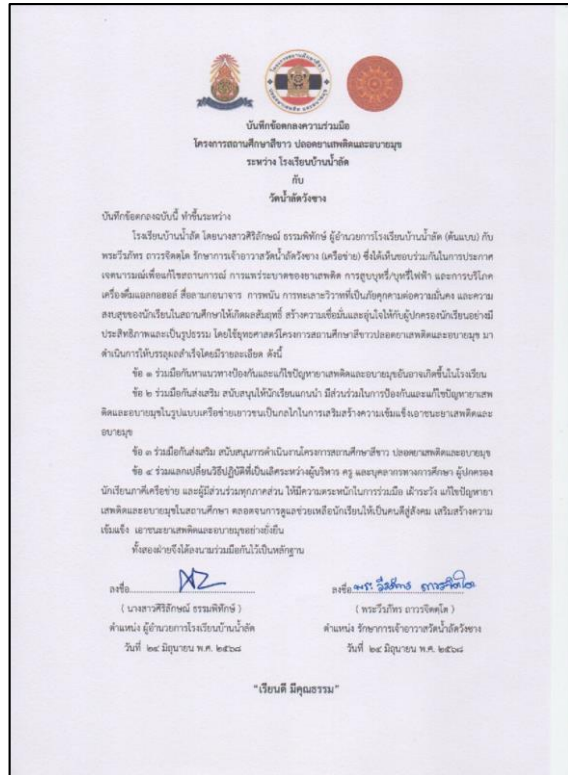 บันทึกข้อตกลงความร่วมมือ
โครงการสถานศึกษาสีขาว ปลอดยาเสพติดและอบายมุข
ระหว่าง โรงเรียนบ้านน้ำลัด
กับ
วัดน้ำลัดวังซาง
บันทึกข้อตกลงฉบับนี้ ทำขึ้นระหว่าง
โรงเรียนบ้านน้ำลัด โดยนางสาวศิริลักษณ์ ธรรมพิทักษ์ ผู้อำนวยการโรงเรียนบ้านน้ำลัด (ต้นแบบ) กับ
พระวีรภัทร ถาวรจิตฺโต รักษาการเจ้าอาวาสวัดน้ำลัดวังซาง (เครือข่าย) ซึ่งได้เห็นชอบร่วมกันในการประกาศ
เจตนารมณ์เพื่อแก้ไขสถานการณ์ การแพร่ระบาดของยาเสพติด การสูบบุหรี่/บุหรี่ไฟฟ้า และการบริโภค
เครื่องดื่มแอลกอฮอล์ สื่อลามกอนาจาร การพนัน การทะเลาะวิวาทที่เป็นภัยคุกคามต่อความมั่นคง และความ
สงบสุขของนักเรียนในสถานศึกษาให้เกิดผลสัมฤทธิ์ สร้างความเชื่อมั่นและอุ่นใจให้กับผู้ปกครองนักเรียนอย่างมี
ประสิทธิภาพและเป็นรูปธรรม โดยใช้ยุทธศาสตร์โครงการสถานศึกษาสีขาวปลอดยาเสพติดและอบายมุข มา
ดำเนินการให้บรรลุผลสำเร็จโดยมีรายละเอียด ดังนี้
ข้อ ๑ ร่วมมือกันหาแนวทางป้องกันและแก้ไขปัญหายาเสพติดและอบายมุขอันอาจเกิดขึ้นในโรงเรียน
ข้อ ๒ ร่วมมือกันส่งเสริม สนับสนุนให้นักเรียนแกนนำ มีส่วนร่วมในการป้องกันและแก้ไขปัญหายาเสพ
ติดและอบายมุขในรูปแบบเครือข่ายเยาวชนเป็นกลไกในการเสริมสร้างความเข้มแข็งเอาชนะยาเสพติดและ
อบายมุข
ข้อ ๓ ร่วมมือกันส่งเสริม สนับสนุนการดำเนินงานโครงการสถานศึกษาสีขาว ปลอดยาเสพติดและอบายมุข
ข้อ ๔ ร่วมแลกเปลี่ยนวิธีปฏิบัติที่เป็นเลิศระหว่างผู้บริหาร ครู และบุคลากรทางการศึกษา ผู้ปกครอง
นักเรียนภาคีเครือข่าย และผู้มีส่วนร่วมทุกภาคส่วน ให้มีความตระหนักในการร่วมมือ เฝ้าระวัง แก้ไขปัญหายา
เสพติดและอบายมุขในสถานศึกษา ตลอดจนการดูแลช่วยเหลือนักเรียนให้เป็นคนดีสู่สังคม เสริมสร้างความ
เข้มแข็ง เอาชนะยาเสพติดและอบายมุขอย่างยั่งยืน
ทั้งสองฝ่ายจึงได้ลงนามร่วมมือกันไว้เป็นหลักฐาน
ลงชื่อ ลงชื่อ พระ วีรภัทร ถาวรจิตฺโต
( นางสาวศิริลักษณ์ ธรรมพิทักษ์ ) ( พระวีรภัทร ถาวรจิตฺโต )
ตำแหน่ง ผู้อำนวยการโรงเรียนบ้านน้ำลัด ตำแหน่ง รักษาการเจ้าอาวาสวัดน้ำลัดวังซาง
วันที่ ๒๔ มิถุนายน พ.ศ. ๒๕๖๘ วันที่ ๒๔ มิถุนายน พ.ศ. ๒๕๖๘
"เรียนดี มีคุณธรรม"